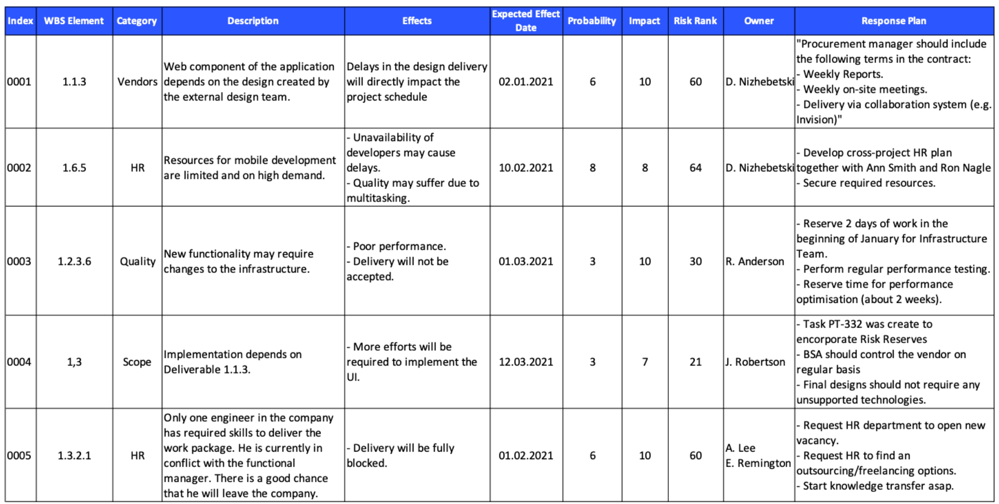 Index WBS Element Category Description Effects Expected Effect Date Probability Impact Risk Rank Owner Response Plan
0001
1.1.3
Vendors
Web component of the application
depends on the design created by
the external design team.
Delays in the design delivery
will directly impact the
project schedule
02.01.2021
6
10
60
D. Nizhebetski
"Procurement manager should include
the following terms in the contract:
- Weekly Reports.
- Weekly on-site meetings.
- Delivery via collaboration system (e.g.
Invision)"
0002
1.6.5
HR
Resources for mobile development
are limited and on high demand.
- Unavailability of
developers may cause
delays.
- Quality may suffer due to
multitasking.
10.02.2021
8
8
64
D. Nizhebetski
- Develop cross-project HR plan
together with Ann Smith and Ron Nagle
- Secure required resources.
0003
1.2.3.6
Quality
New functionality may require
changes to the infrastructure.
- Poor performance.
- Delivery will not be
accepted.
01.03.2021
3
10
30
R. Anderson
- Reserve 2 days of work in the
beginning of January for Infrastructure
Team.
- Perform regular performance testing.
- Reserve time for performance
optimisation (about 2 weeks).
0004
1,3
Scope
Implementation depends on
Deliverable 1.1.3.
- More efforts will be
required to implement the
UI.
12.03.2021
3
7
21
J. Robertson
- Task PT-332 was create to
encorporate Risk Reserves
- BSA should control the vendor on
regular basis
- Final designs should not require any
unsupported technologies.
0005
1.3.2.1
HR
Only one engineer in the company
has required skills to deliver the
work package. He is currently in
conflict with the functional
manager. There is a good chance
that he will leave the company.
- Delivery will be fully
blocked.
01.02.2021
6
10
60
A. Lee
E. Remington
- Request HR department to open new
vacancy.
- Request HR to find an
outsourcing/freelancing options.
- Start knowledge transfer asap.